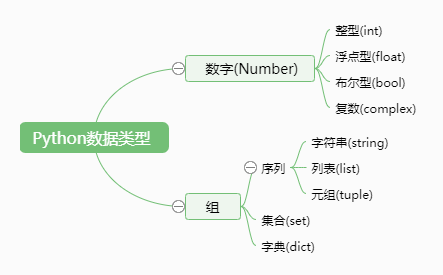 Python数据类型
数字(Number)
整型(int)
浮点型(float)
布尔型(bool)
复数(complex)
组
序列
字符串(string)
列表(list)
元组(tuple)
集合(set)
字典(dict)